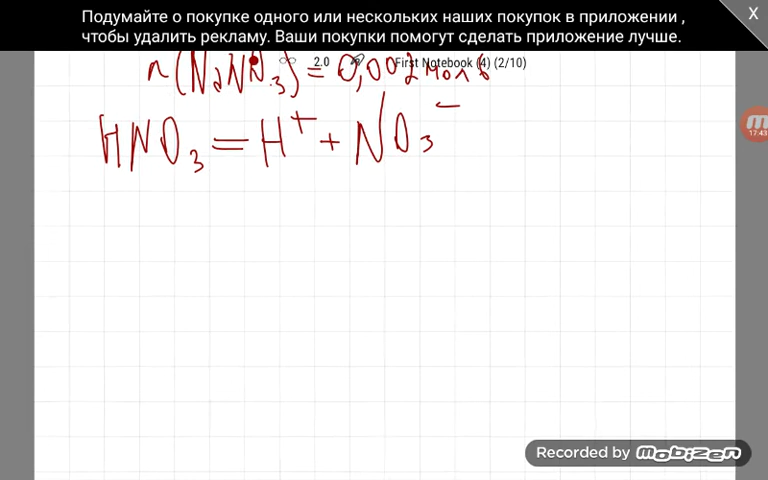 Подумайте о покупке одного или нескольких наших покупок в приложении ,
чтобы удалить рекламу. Ваши покупки помогут сделать приложение лучше.
X
2.0 First Notebook (4) (2/10)
= 0,002 моль
HNO3 = H+ + NO3-
17:43
Recorded by mobizen